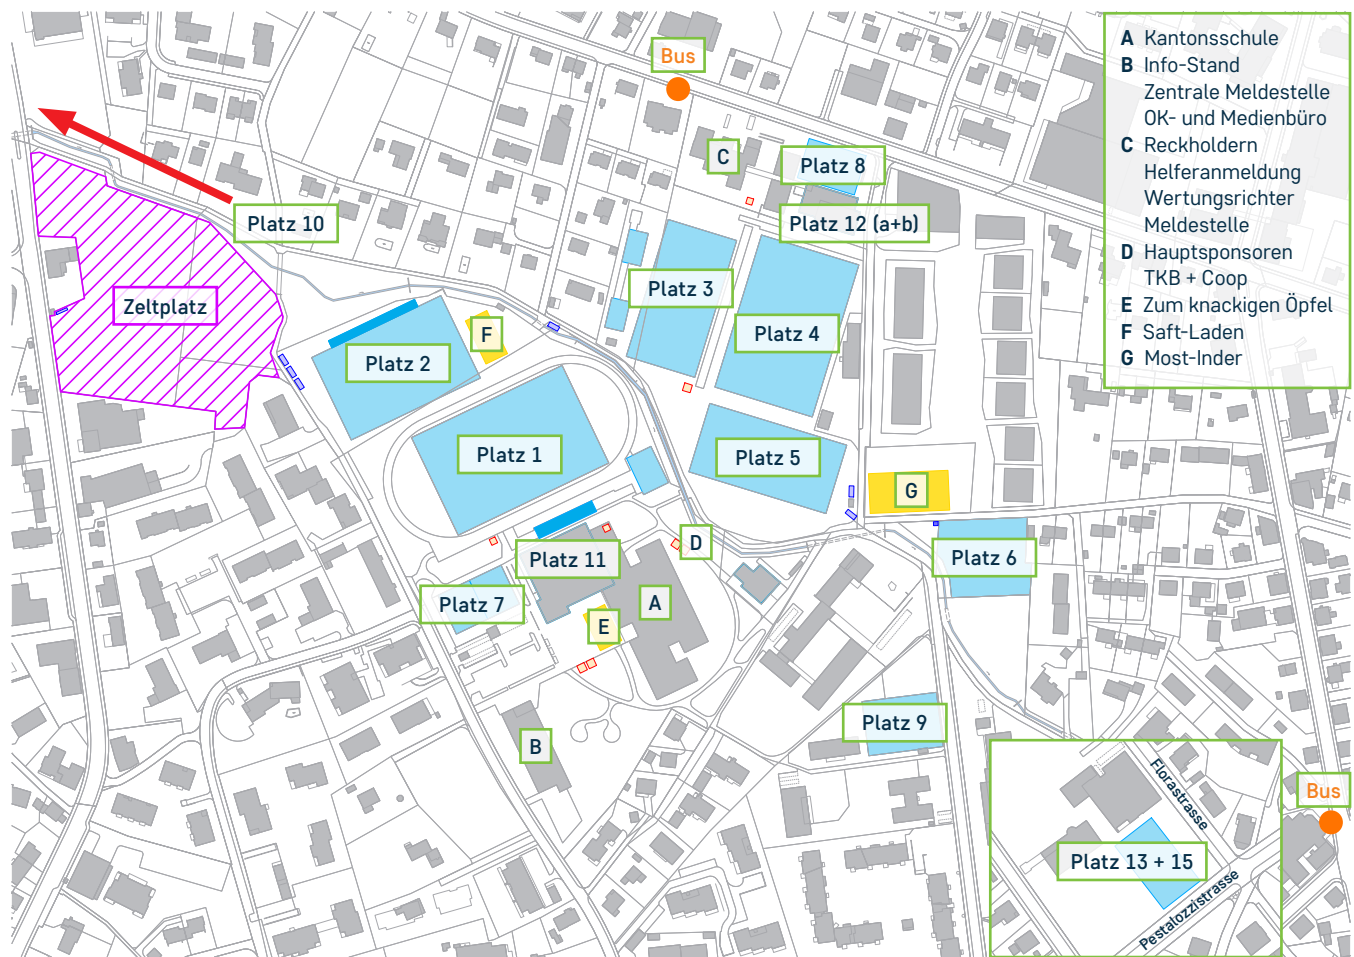 Bus
A Kantonsschule
B Info-Stand
Zentrale Meldestelle
OK- und Medienbüro
C Reckholdern
Helferanmeldung
Wertungsrichter
Meldestelle
D Hauptsponsoren
TKB + Coop
E Zum knackigen Öpfel
F Saft-Laden
G Most-Inder
C
Platz 8
Platz 10
Platz 12 (a+b)
Zeltplatz
Platz 3
F
Platz 4
Platz 2
Platz 1
Platz 5
G
D
Platz 11
Platz 6
Platz 7
A
E
Platz 9
B
Florastrasse
Bus
Platz 13 + 15
Pestalozzistrasse